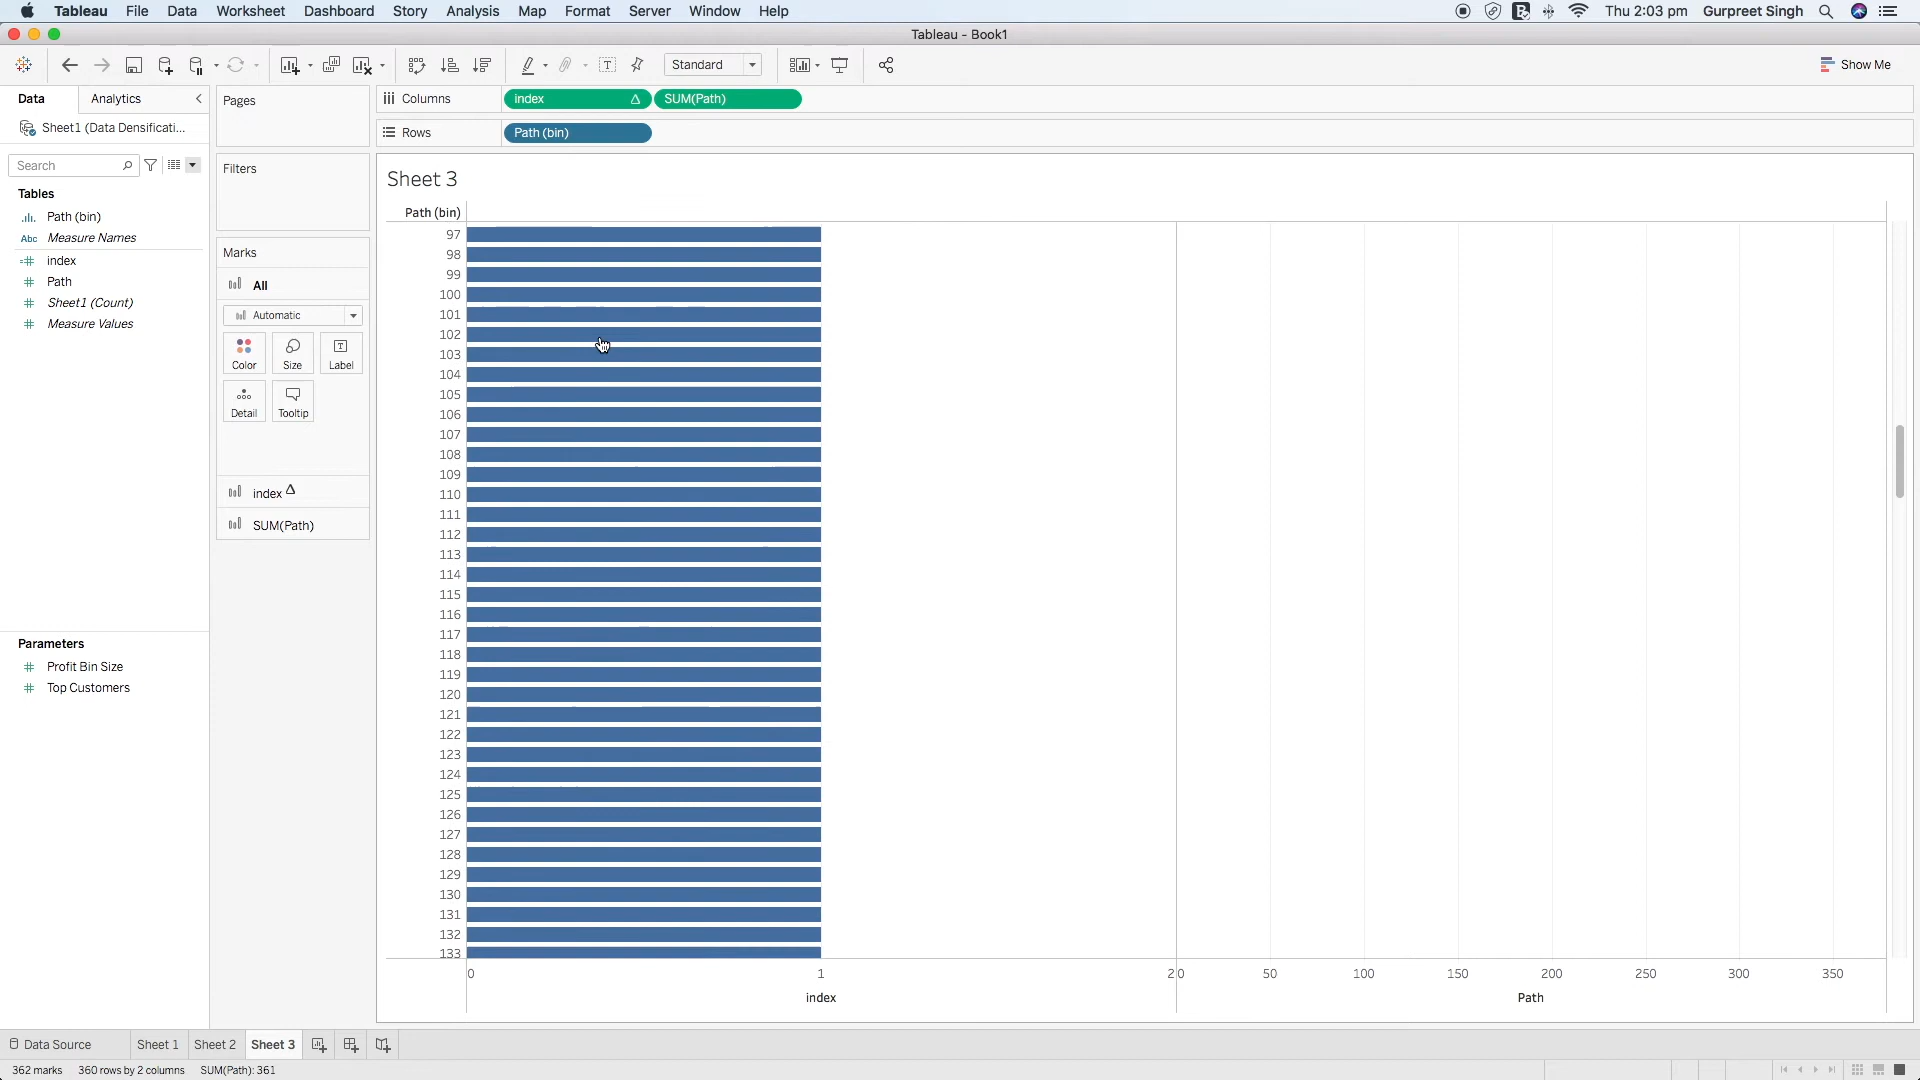 Tableau File Data Worksheet Dashboard Story Analysis Map Format Server Window Help Thu 2:03 pm Gurpreet Singh
Tableau - Book1
Standard
Show Me
Data Analytics
Pages
Columns index Δ SUM(Path)
Sheet1 (Data Densificati...
Rows Path (bin)
Search
Filters
Sheet 3
Tables
Path (bin)
Path (bin)
Abc Measure Names
index
Path
Sheet1 (Count)
Measure Values
Marks
All
Automatic
Color Size Label
Detail Tooltip
index Δ
SUM(Path)
97
98
99
100
101
102
103
104
105
106
107
108
109
110
111
112
113
114
115
116
117
118
119
120
121
122
123
124
125
126
127
128
129
130
131
132
133
0 1 2 0 50 100 150 200 250 300 350
index Path
Parameters
Profit Bin Size
Top Customers
Data Source Sheet 1 Sheet 2 Sheet 3
362 marks 360 rows by 2 columns SUM(Path): 361